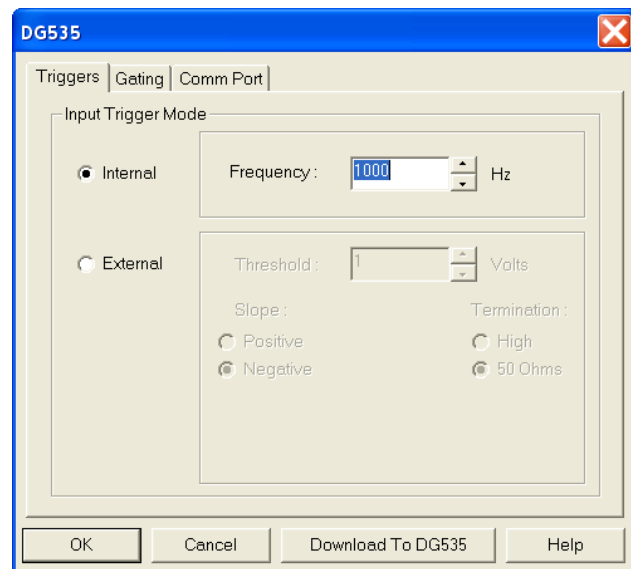 DG535
Triggers Gating Comm Port
Input Trigger Mode
Internal Frequency : 1000 Hz
External Threshold : 1 Volts
Slope : Termination :
Positive High
Negative 50 Ohms
OK Cancel Download To DG535 Help